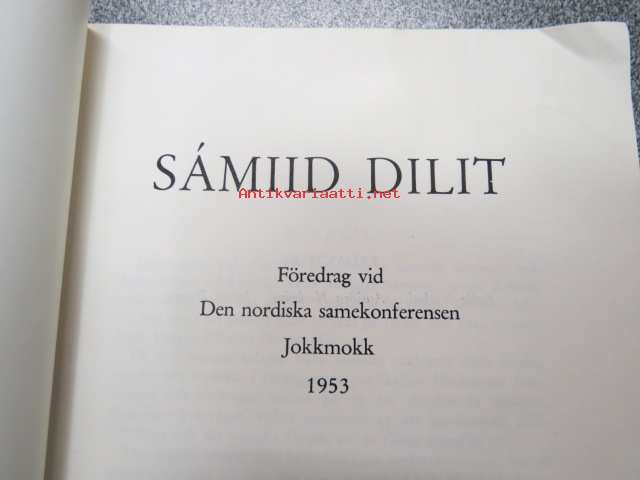 SÁMIID DILIT
Antikvariaatti.net
Föredrag vid
Den nordiska samekonferensen
Jokkmokk
1953